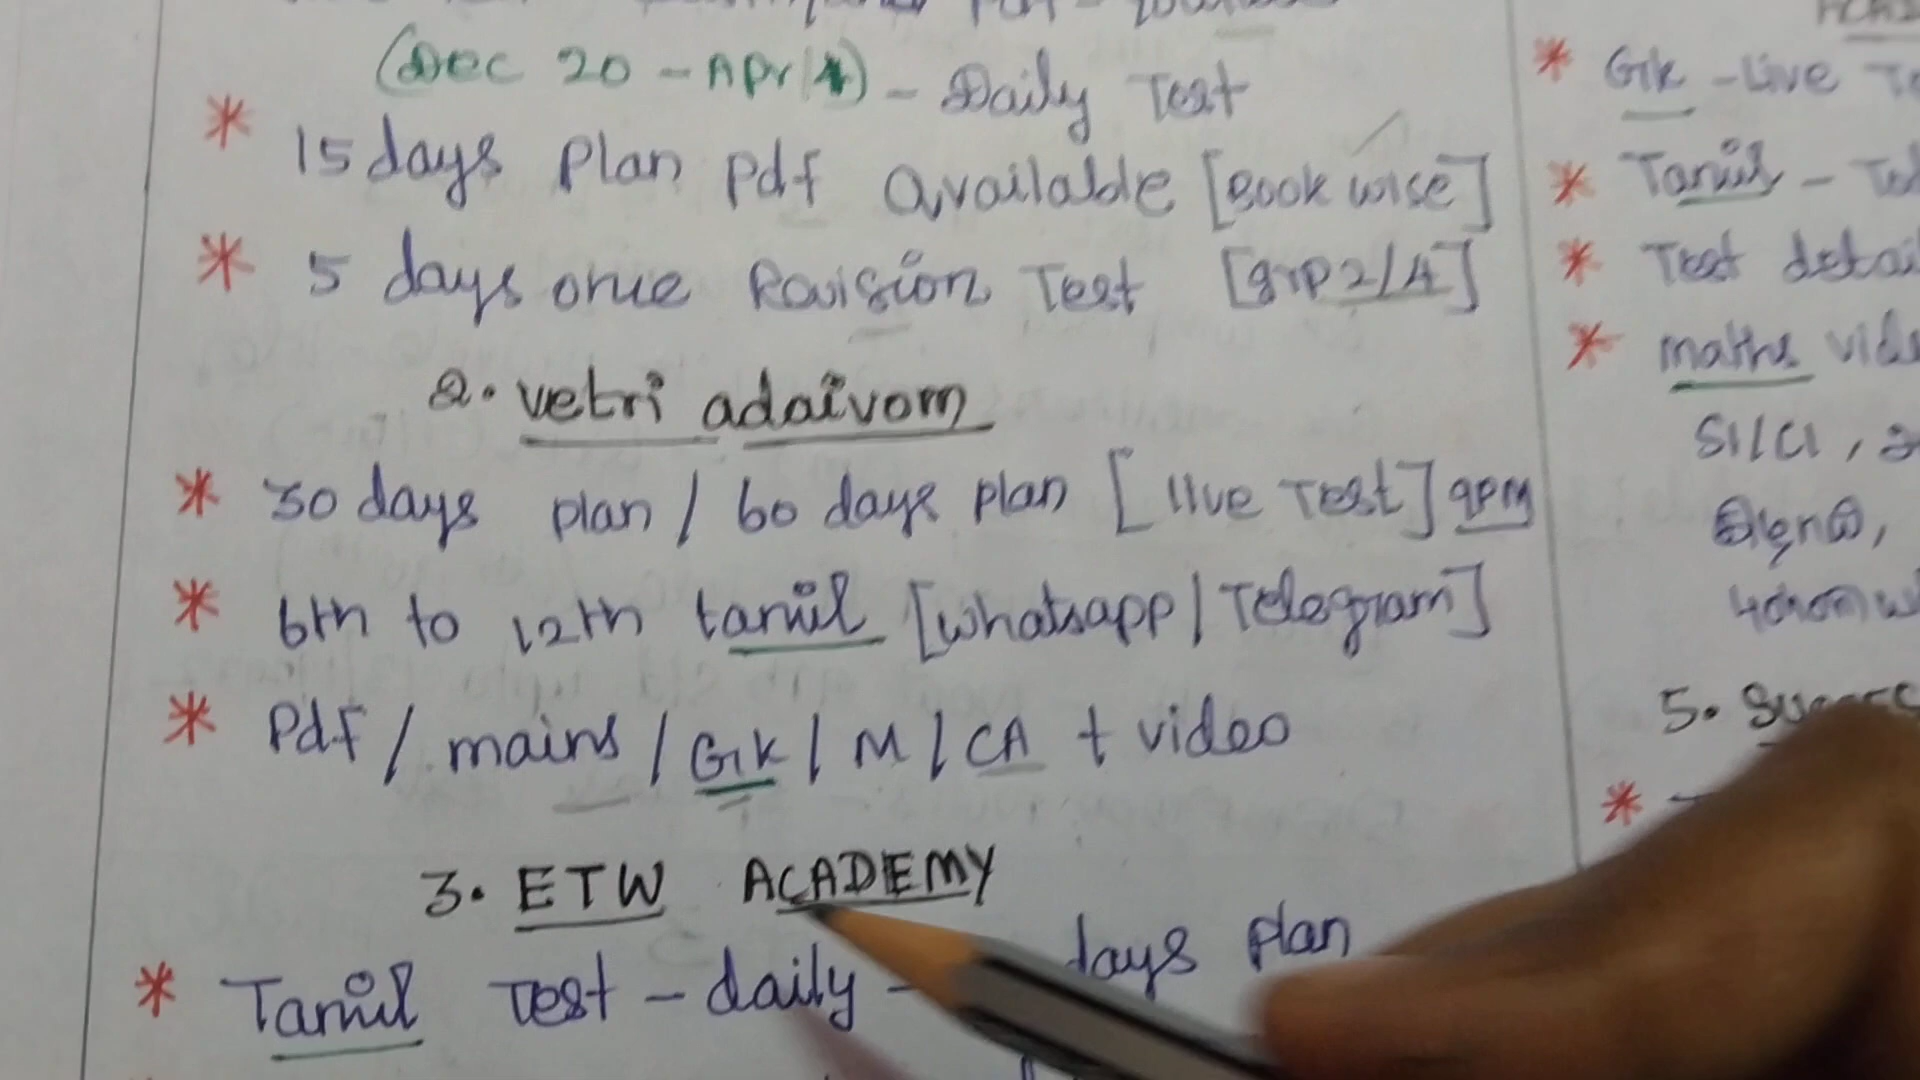 (Dec 20 - Apr 1) - Daily Test
* 15 days Plan Pdf available [Book wise]
* 5 days once Revision Test [grp 2/4]
2. vetri adaivom
* 30 days plan / 60 days plan [live Test] 9PM
* 6th to 12th tamil [whatsapp / Telegram]
* Pdf / mains / GK / M / CA + video
3. ETW ACADEMY
* Tamil Test - daily - days plan
* GK - Live
* Tamil -
* Test
* maths
SI/CI,
5.
*